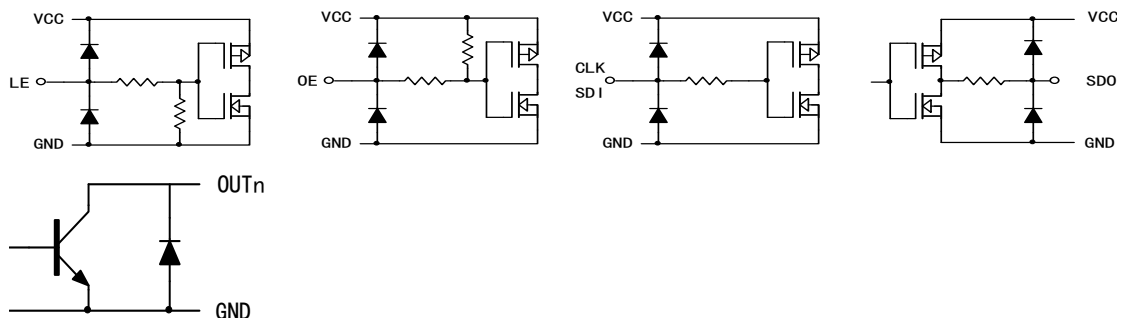 VCC
LE
GND
VCC
OE
GND
VCC
CLK
SDI
GND
VCC
SDO
GND
OUTn
GND